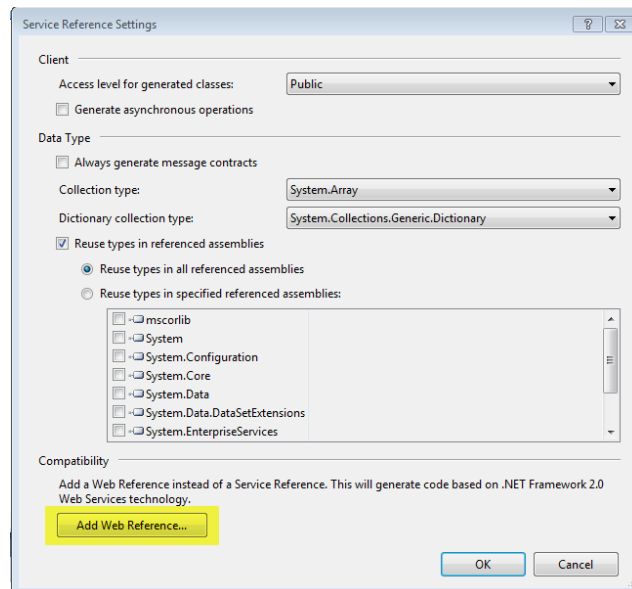 Service Reference Settings
Client
Access level for generated classes: Public
Generate asynchronous operations
Data Type
Always generate message contracts
Collection type: System.Array
Dictionary collection type: System.Collections.Generic.Dictionary
Reuse types in referenced assemblies
Reuse types in all referenced assemblies
Reuse types in specified referenced assemblies:
mscorlib
System
System.Configuration
System.Core
System.Data
System.Data.DataSetExtensions
System.EnterpriseServices
Compatibility
Add a Web Reference instead of a Service Reference. This will generate code based on .NET Framework 2.0
Web Services technology.
Add Web Reference...
OK Cancel